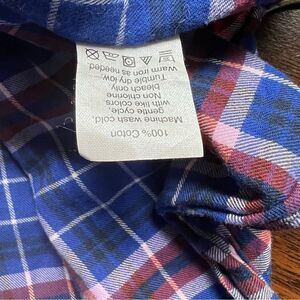 100% Coton
Machine wash cold,
gentle cycle,
with like colors
Non chlorine
bleach only
Tumble dry low
Warm iron as needed